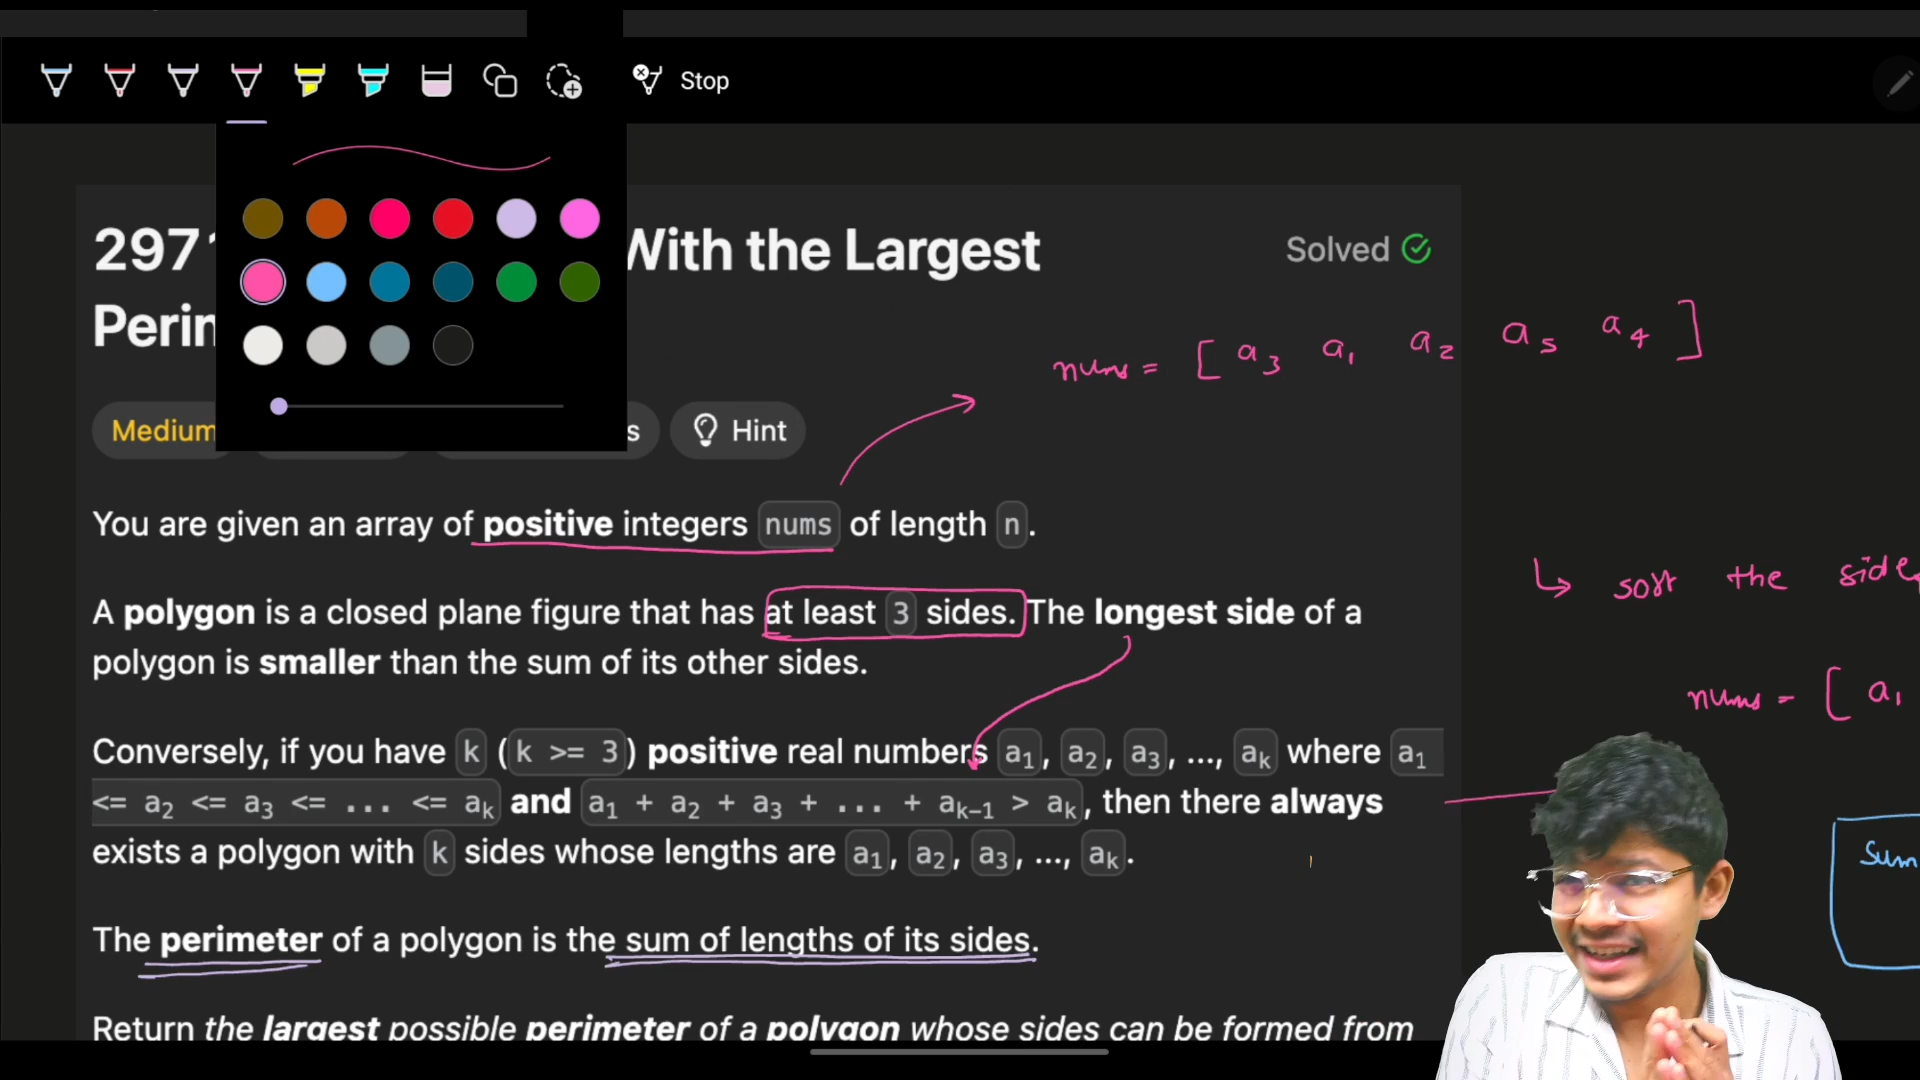 Stop
297
With the Largest
Solved
Perim
nums = [ a3 a1 a2 a5 a4 ]
Medium
s
Hint
You are given an array of positive integers nums of length n.
↳ sort the sides
A polygon is a closed plane figure that has at least 3 sides. The longest side of a
polygon is smaller than the sum of its other sides.
nums = [ a1
Conversely, if you have k (k >= 3) positive real numbers a1, a2, a3, ..., ak where a1
<= a2 <= a3 <= ... <= ak and a1 + a2 + a3 + ... + ak-1 > ak, then there always
exists a polygon with k sides whose lengths are a1, a2, a3, ..., ak.
Sum
The perimeter of a polygon is the sum of lengths of its sides.
Return the largest possible perimeter of a polygon whose sides can be formed from